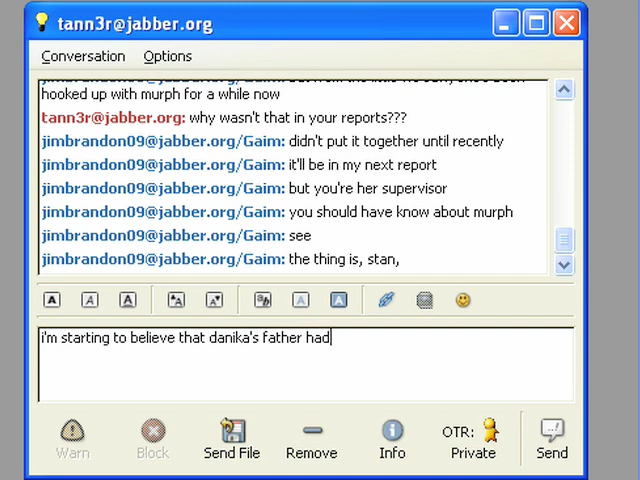 tann3r@jabber.org
Conversation Options
hooked up with murph for a while now
tann3r@jabber.org: why wasn't that in your reports???
jimbrandon09@jabber.org/Gaim: didn't put it together until recently
jimbrandon09@jabber.org/Gaim: it'll be in my next report
jimbrandon09@jabber.org/Gaim: but you're her supervisor
jimbrandon09@jabber.org/Gaim: you should have know about murph
jimbrandon09@jabber.org/Gaim: see
jimbrandon09@jabber.org/Gaim: the thing is, stan,
i'm starting to believe that danika's father had
OTR:
Warn Block Send File Remove Info Private Send